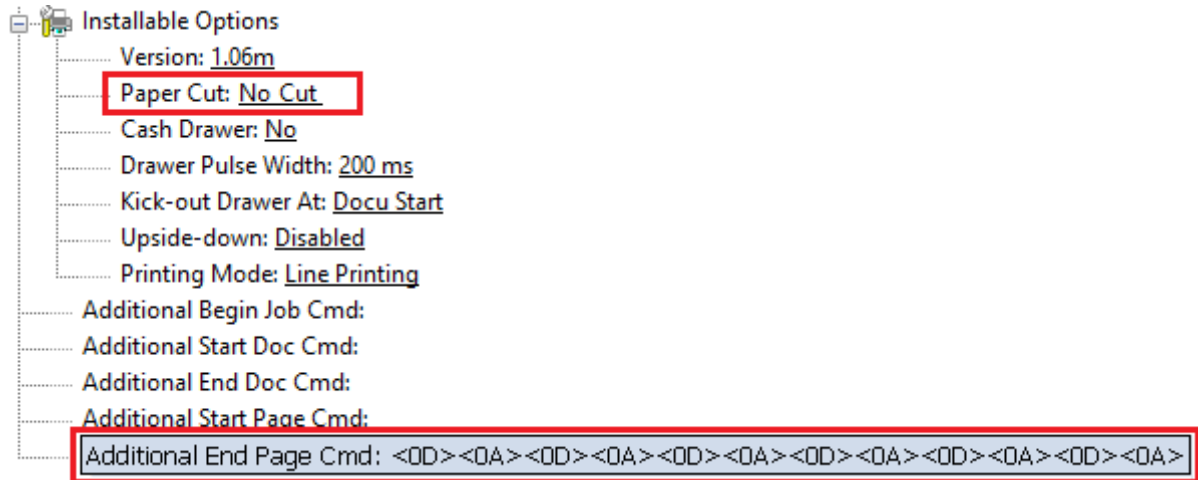 Installable Options
Version: 1.06m
Paper Cut: No Cut
Cash Drawer: No
Drawer Pulse Width: 200 ms
Kick-out Drawer At: Docu Start
Upside-down: Disabled
Printing Mode: Line Printing
Additional Begin Job Cmd:
Additional Start Doc Cmd:
Additional End Doc Cmd:
Additional Start Page Cmd:
Additional End Page Cmd: <0D><0A><0D><0A><0D><0A><0D><0A><0D><0A><0D><0A>